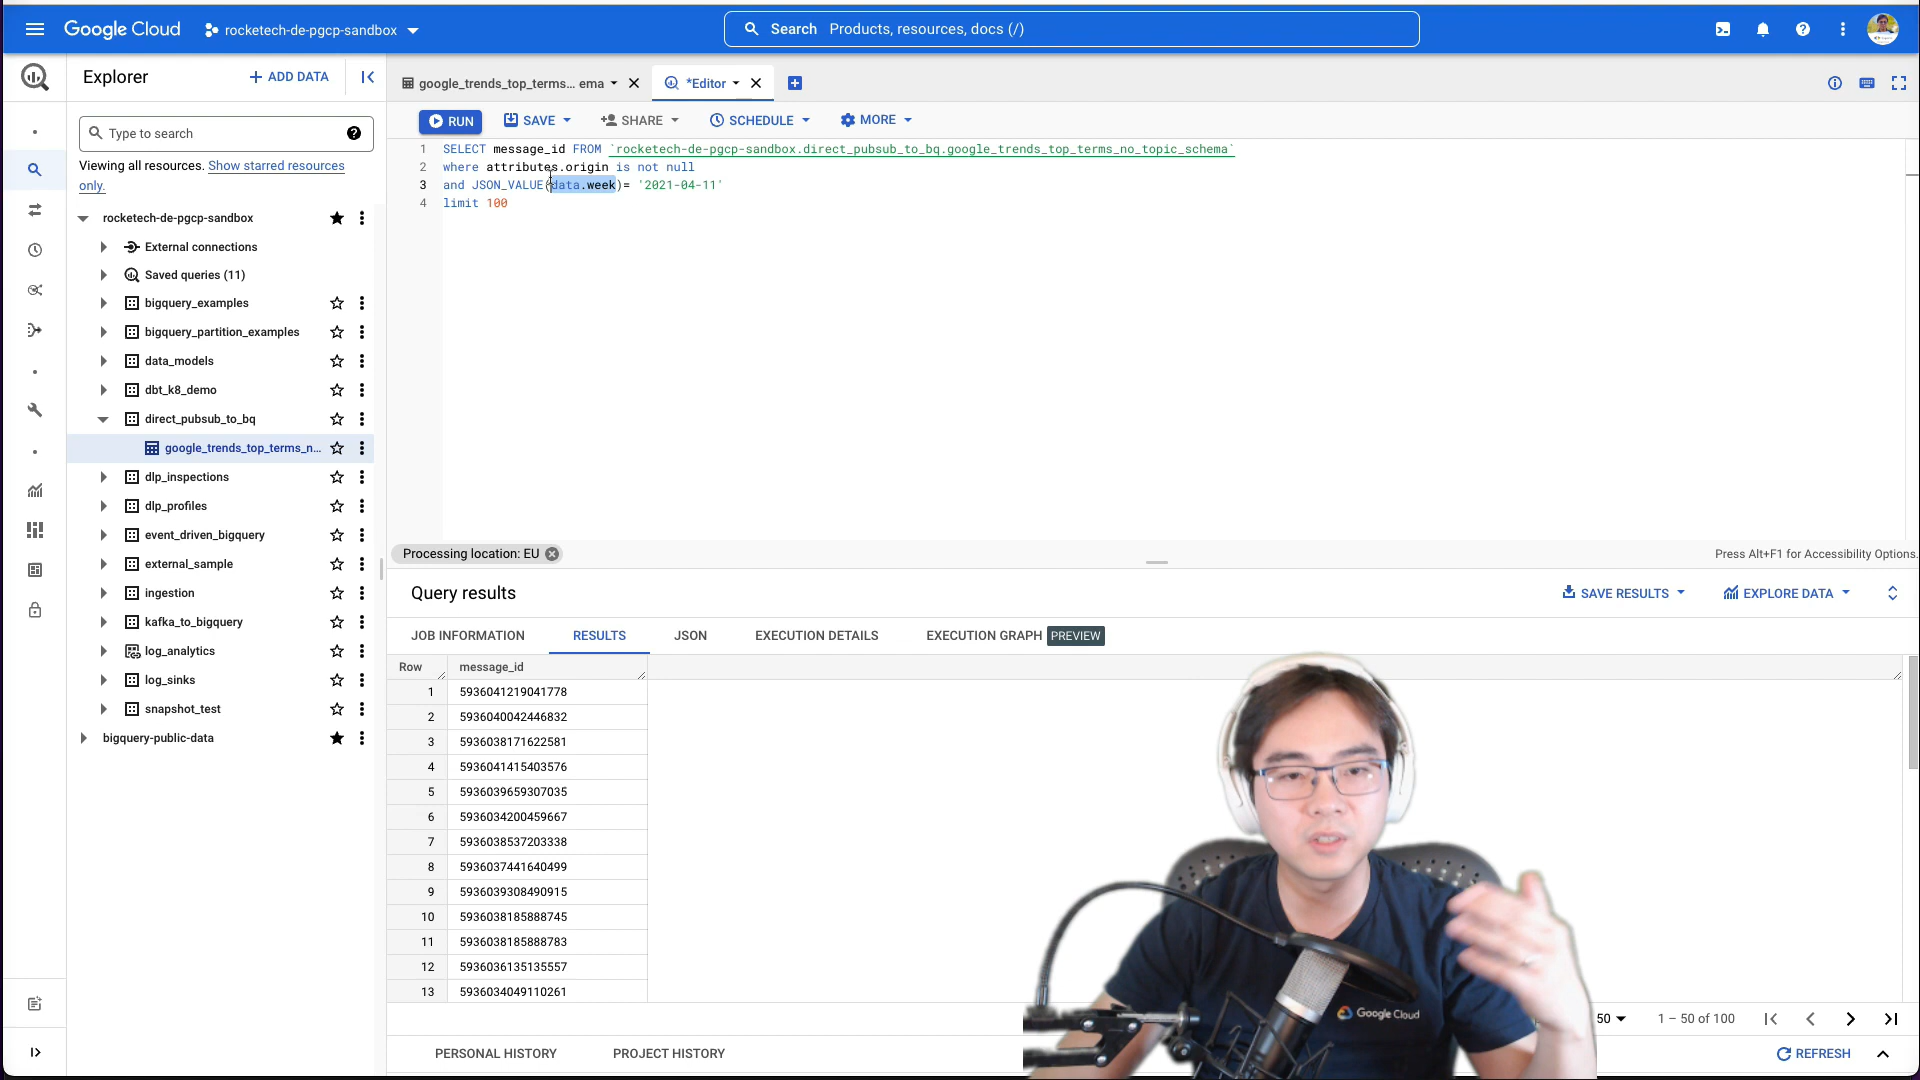 Google Cloud
rocketech-de-pgcp-sandbox
Search Products, resources, docs (/)
Explorer
+ ADD DATA
google_trends_top_terms... ema
*Editor
Type to search
Viewing all resources. Show starred resources
only.
RUN
SAVE
SHARE
SCHEDULE
MORE
1 SELECT message_id FROM `rocketech-de-pgcp-sandbox.direct_pubsub_to_bq.google_trends_top_terms_no_topic_schema`
2 where attributes.origin is not null
3 and JSON_VALUE(data.week)= '2021-04-11'
4 limit 100
rocketech-de-pgcp-sandbox
External connections
Saved queries (11)
bigquery_examples
bigquery_partition_examples
data_models
dbt_k8_demo
direct_pubsub_to_bq
google_trends_top_terms_n...
dlp_inspections
dlp_profiles
event_driven_bigquery
external_sample
ingestion
kafka_to_bigquery
log_analytics
log_sinks
snapshot_test
bigquery-public-data
Processing location: EU
Press Alt+F1 for Accessibility Options.
Query results
SAVE RESULTS
EXPLORE DATA
JOB INFORMATION
RESULTS
JSON
EXECUTION DETAILS
EXECUTION GRAPH PREVIEW
Row message_id
1 5936041219041778
2 5936040042446832
3 5936038171622581
4 5936041415403576
5 5936039659307035
6 5936034200459667
7 5936038537203338
8 5936037441640499
9 5936039308490915
10 5936038185888745
11 5936038185888783
12 5936036135135557
13 5936034049110261
Google Cloud
50
1 – 50 of 100
PERSONAL HISTORY
PROJECT HISTORY
REFRESH